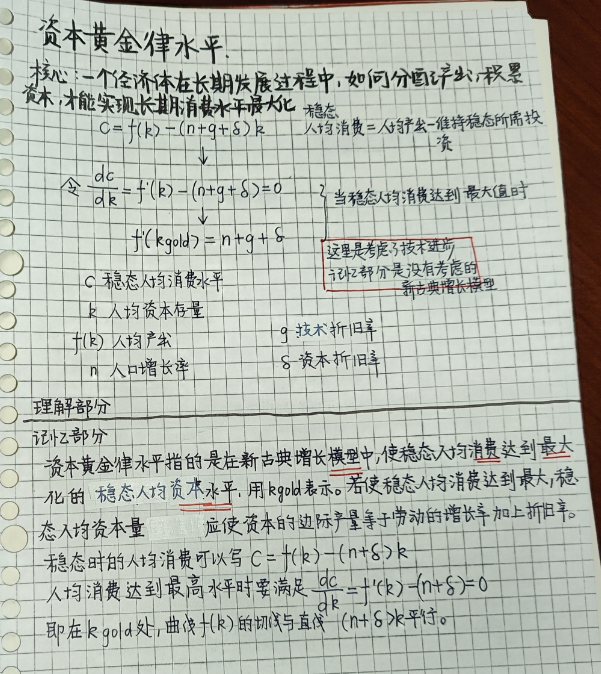 资本黄金律水平.
核心:一个经济体在长期发展过程中,如何分配产出,积累
资本,才能实现长期消费水平最大化
C=f(k)-(n+g+δ)k
稳态
人均消费=人均产出-维持稳态所需投
资
↓
令 dc/dk=f'(k)-(n+g+δ)=0
当稳态人均消费达到最大值时
↓
f'(kgold)=n+g+δ
这里是考虑了技术进步
记忆部分是没有考虑的
新古典增长模型
C 稳态人均消费水平
k 人均资本存量
f(k) 人均产出
g 技术折旧率
n 人口增长率
δ 资本折旧率
理解部分
记忆部分
资本黄金律水平指的是在新古典增长模型中,使稳态人均消费达到最大
化的 稳态人均资本水平,用kgold表示。若使稳态人均消费达到最大,稳
态人均资本量 应使资本的边际产量等于劳动的增长率加上折旧率。
稳态时的人均消费可以写 C=f(k)-(n+δ)k
人均消费达到最高水平时要满足 dc/dk=f'(k)-(n+δ)=0
即在kgold处,曲线f(k)的切线与直线 (n+δ)k平行。